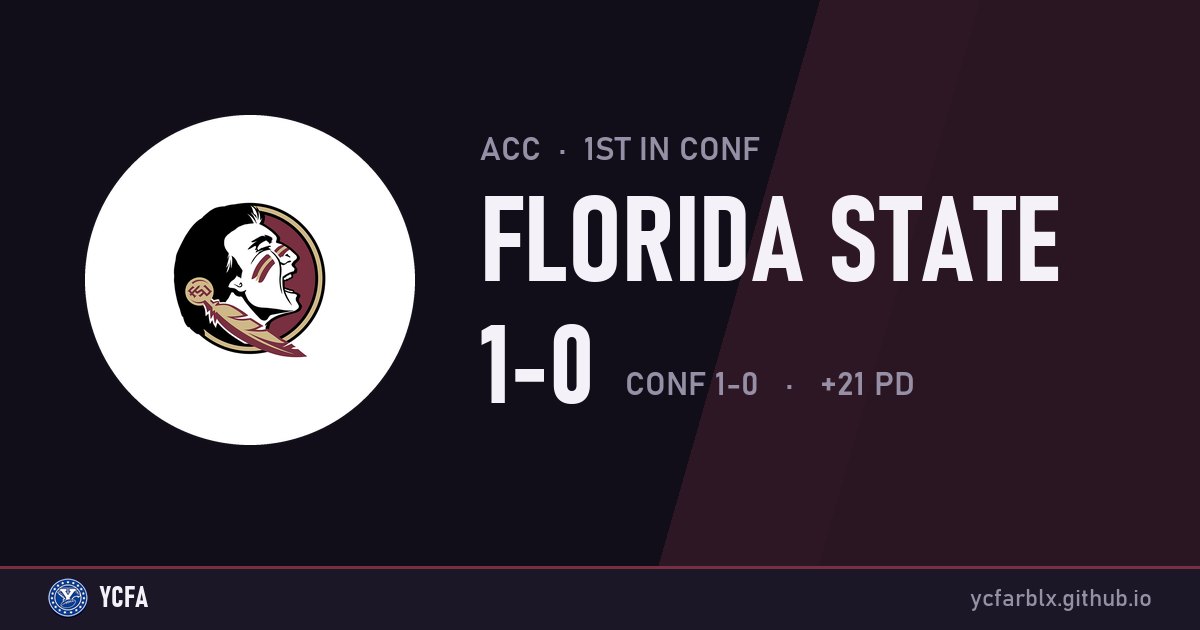 ACC · 1ST IN CONF
FLORIDA STATE
1-0 CONF 1-0 · +21 PD
YCFA
ycfarblx.github.io